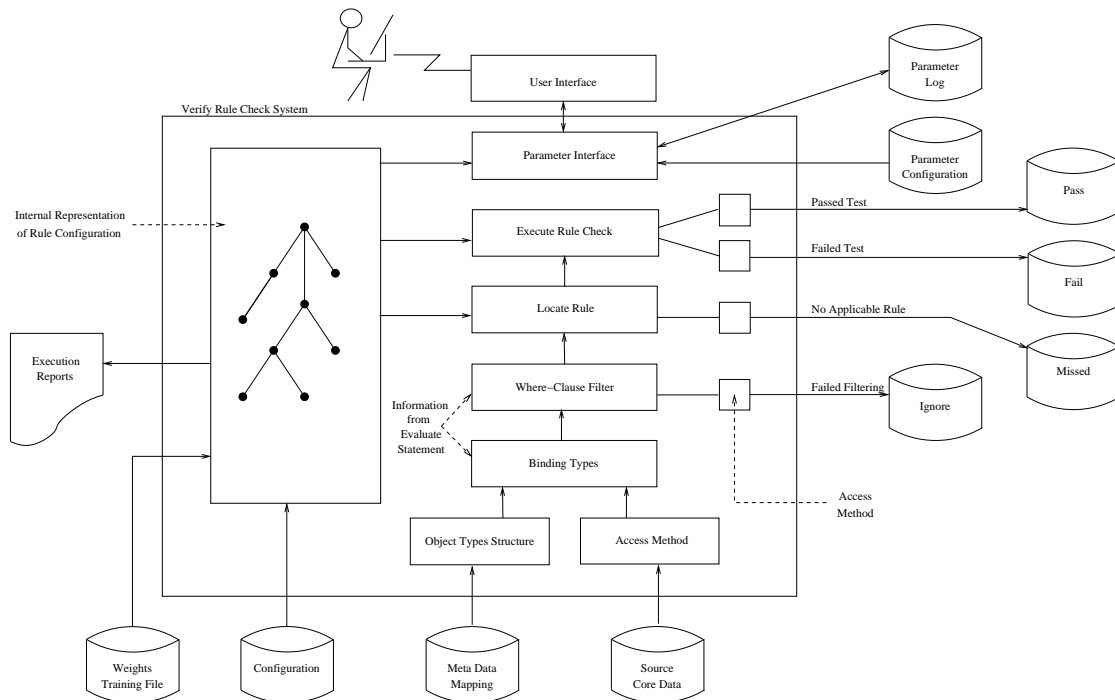 User Interface
Parameter
Log
Verify Rule Check System
Parameter Interface
Parameter
Configuration
Pass
Passed Test
Internal Representation
of Rule Configuration
Execute Rule Check
Failed Test
Fail
Locate Rule
No Applicable Rule
Execution
Reports
Missed
Where−Clause Filter
Failed Filtering
Ignore
Information
from
Evaluate
Statement
Binding Types
Access
Method
Object Types Structure
Access Method
Weights
Training File
Configuration
Meta Data
Mapping
Source
Core Data